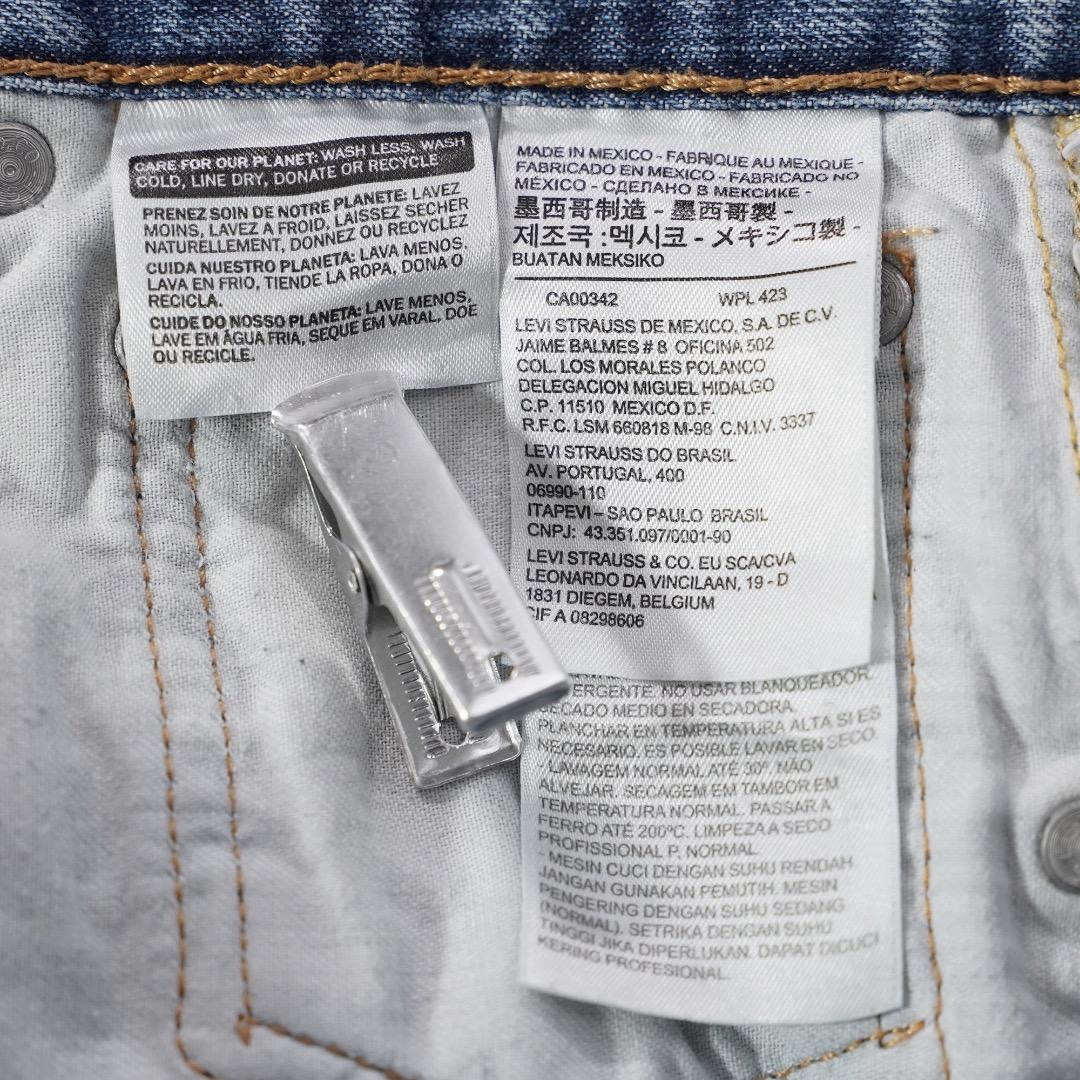 CARE FOR OUR PLANET: WASH LESS, WASH
COLD, LINE DRY, DONATE OR RECYCLE
PRENEZ SOIN DE NOTRE PLANETE: LAVEZ
MOINS, LAVEZ A FROID, LAISSEZ SECHER
NATURELLEMENT, DONNEZ OU RECYCLEZ
CUIDA NUESTRO PLANETA: LAVA MENOS,
LAVA EN FRIO, TIENDE LA ROPA, DONA O
RECICLA.
CUIDE DO NOSSO PLANETA: LAVE MENOS,
LAVE EM ÁGUA FRIA, SEQUE EM VARAL, DOE
OU RECICLE.
MADE IN MEXICO - FABRIQUE AU MEXIQUE -
FABRICADO EN MEXICO - FABRICADO NO
MÉXICO - СДЕЛАНО В МЕКСИКЕ -
墨西哥制造 - 墨西哥製 -
제조국 :멕시코 - メキシコ製 -
BUATAN MEKSIKO
CA00342 WPL 423
LEVI STRAUSS DE MEXICO, S.A. DE C.V.
JAIME BALMES # 8 OFICINA 502
COL. LOS MORALES POLANCO
DELEGACION MIGUEL HIDALGO
C.P. 11510 MEXICO D.F.
R.F.C. LSM 660818 M-98 C.N.I.V. 3337
LEVI STRAUSS DO BRASIL
AV. PORTUGAL, 400
06990-110
ITAPEVI – SAO PAULO BRASIL
CNPJ: 43.351.097/0001-90
LEVI STRAUSS & CO. EU SCA/CVA
LEONARDO DA VINCILAAN, 19 - D
1831 DIEGEM, BELGIUM
CIF A 08298606
ERGENTE. NO USAR BLANQUEADOR.
SECADO MEDIO EN SECADORA.
PLANCHAR EN TEMPERATURA ALTA SI ES
NECESARIO. ES POSIBLE LAVAR EN SECO.
LAVAGEM NORMAL ATÉ 30º. NÃO
ALVEJAR. SECAGEM EM TAMBOR EM
TEMPERATURA NORMAL. PASSAR A
FERRO ATÉ 200ºC. LIMPEZA A SECO
PROFISSIONAL P, NORMAL
- MESIN CUCI DENGAN SUHU RENDAH
JANGAN GUNAKAN PEMUTIH. MESIN
PENGERING DENGAN SUHU SEDANG
(NORMAL). SETRIKA DENGAN SUHU
TINGGI JIKA DIPERLUKAN. DAPAT DICUCI
KERING PROFESIONAL.